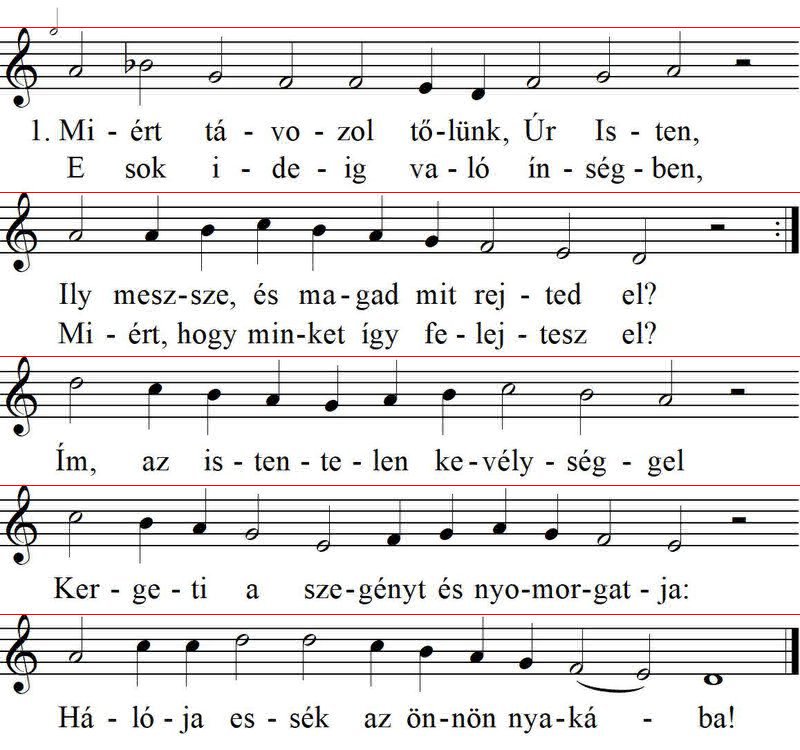 1. Mi - ért tá - vo - zol tő - lünk, Úr Is - ten,
E sok i - de - ig va - ló ín - ség - ben,
Ily mesz - sze, és ma - gad mit rej - ted el?
Mi - ért, hogy min - ket így fe - lej - tesz el?
Ím, az is - ten - te - len ke - vély - ség - gel
Ker - ge - ti a sze - gényt és nyo - mor - gat - ja:
Há - ló - ja es - sék az ön - nön nya - ká - ba!